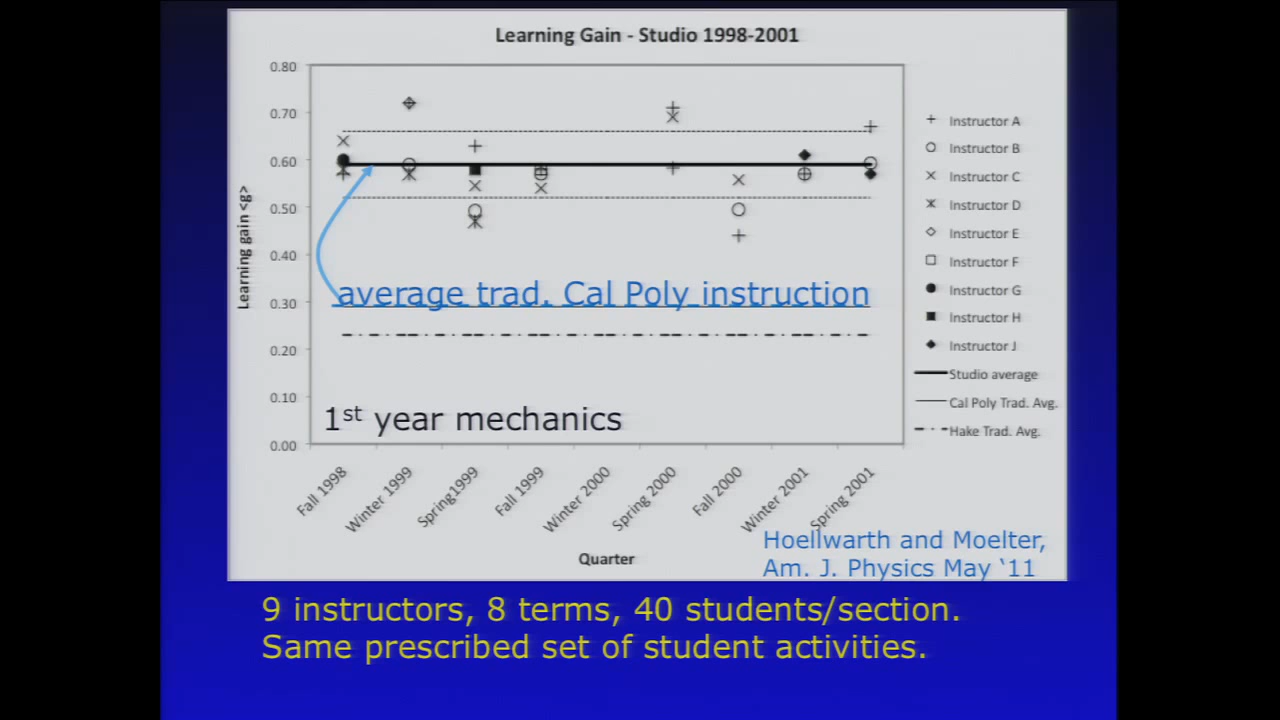 Learning Gain - Studio 1998-2001
0.80
0.70
0.60
0.50
0.40
0.30
0.20
0.10
0.00
Learning gain <g>
average trad. Cal Poly instruction
1st year mechanics
Fall 1998
Winter 1999
Spring1999
Fall 1999
Winter 2000
Spring 2000
Fall 2000
Winter 2001
Spring 2001
Quarter
Instructor A
Instructor B
Instructor C
Instructor D
Instructor E
Instructor F
Instructor G
Instructor H
Instructor J
Studio average
Cal Poly Trad. Avg.
Hake Trad. Avg.
Hoellwarth and Moelter,
Am. J. Physics May ‘11
9 instructors, 8 terms, 40 students/section.
Same prescribed set of student activities.